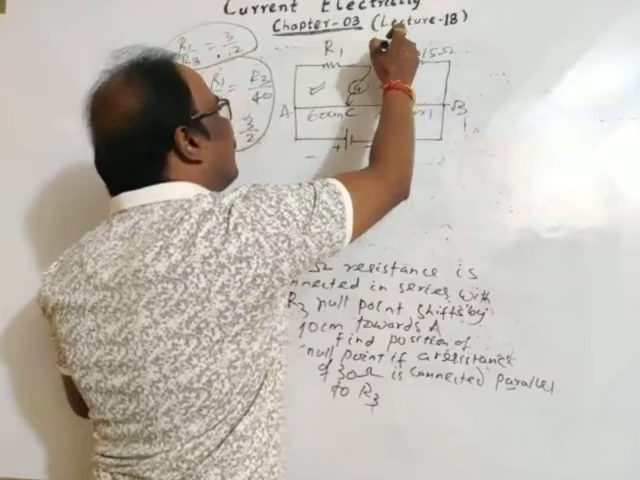 Current Electricity
Chapter-03 (Lecture-18)
R1 15Ω
R1 = 3
R3 2
R1 = R3
40
3
2
G
A 60cm C B
+
-
Ω resistance is
nnected in series with
R3 null point shifts by
10cm towards A
find position of
null point if a resistance
of 30Ω is connected parallel
to R3